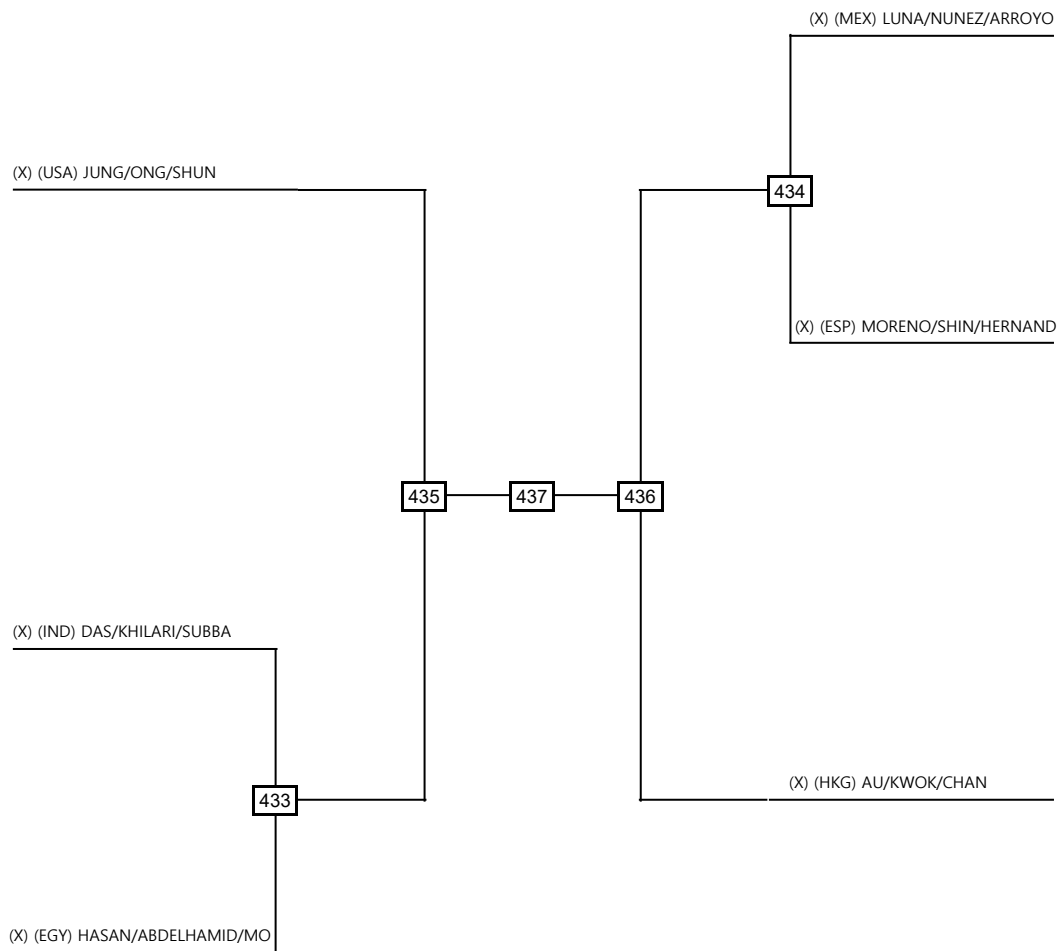 (X) (MEX) LUNA/NUNEZ/ARROYO
(X) (USA) JUNG/ONG/SHUN
434
(X) (ESP) MORENO/SHIN/HERNAND
435
437
436
(X) (IND) DAS/KHILARI/SUBBA
(X) (HKG) AU/KWOK/CHAN
433
(X) (EGY) HASAN/ABDELHAMID/MO